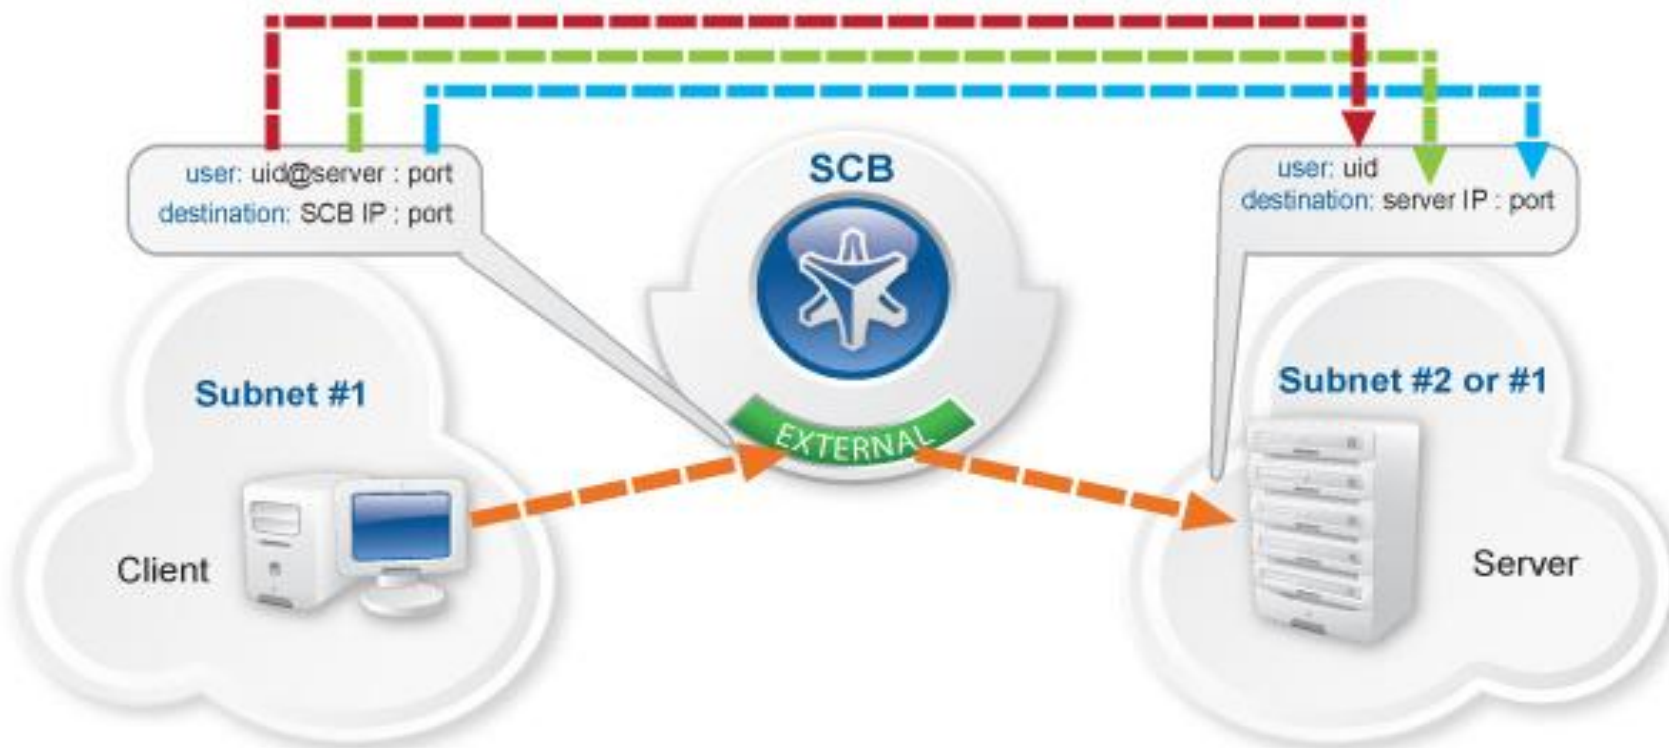 user: uid@server : port
destination: SCB IP : port
SCB
user: uid
destination: server IP : port
Subnet #1
Subnet #2 or #1
EXTERNAL
Client
Server